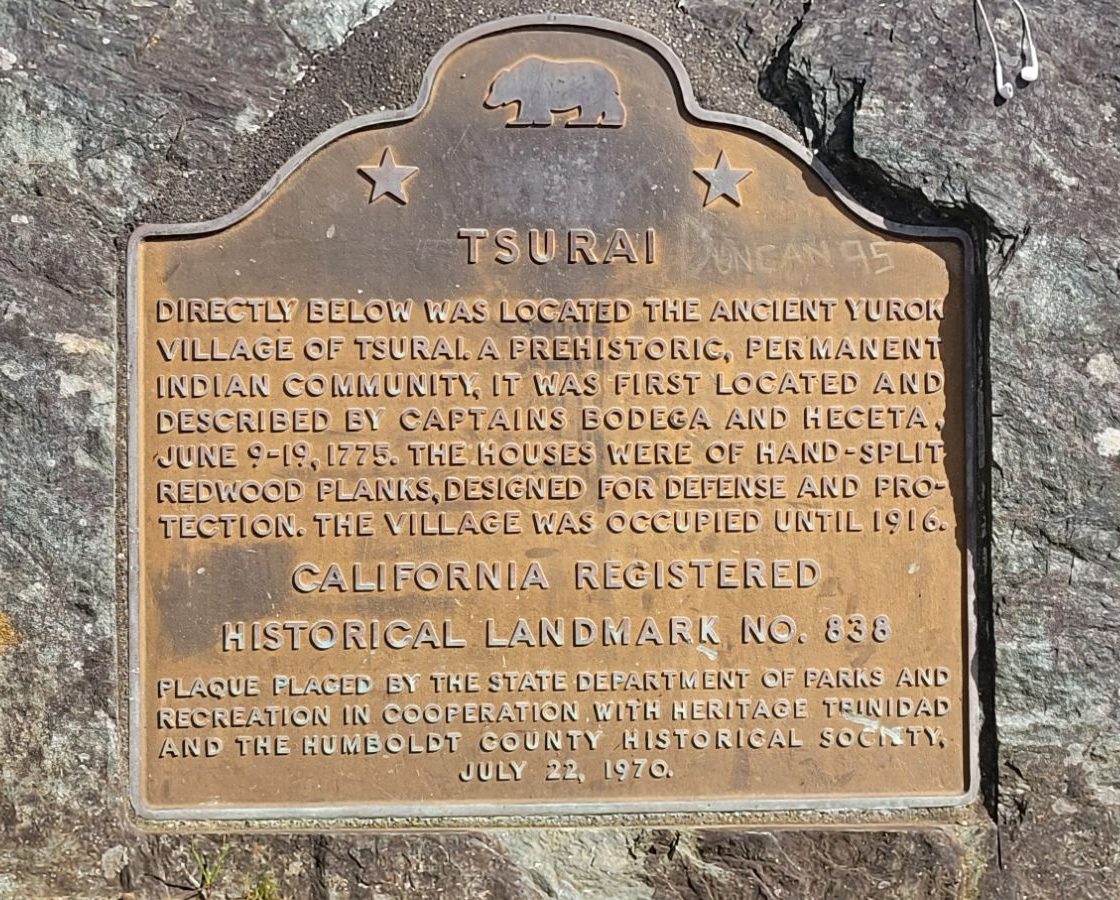 TSURAI
DUNCAN 95
DIRECTLY BELOW WAS LOCATED THE ANCIENT YUROK
VILLAGE OF TSURAI. A PREHISTORIC, PERMANENT
INDIAN COMMUNITY, IT WAS FIRST LOCATED AND
DESCRIBED BY CAPTAINS BODEGA AND HECETA,
JUNE 9-19, 1775. THE HOUSES WERE OF HAND-SPLIT
REDWOOD PLANKS, DESIGNED FOR DEFENSE AND PRO-
TECTION. THE VILLAGE WAS OCCUPIED UNTIL 1916.
CALIFORNIA REGISTERED
HISTORICAL LANDMARK NO. 838
PLAQUE PLACED BY THE STATE DEPARTMENT OF PARKS AND
RECREATION IN COOPERATION WITH HERITAGE TRINIDAD
AND THE HUMBOLDT COUNTY HISTORICAL SOCIETY,
JULY 22, 1970.